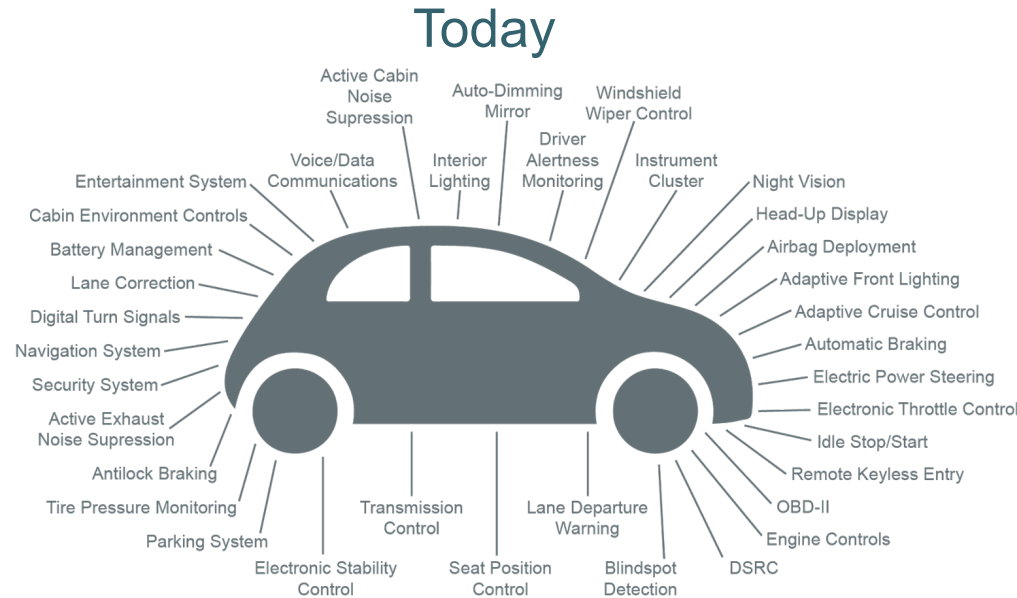 Today
Active Cabin
Noise
Supression
Auto-Dimming
Mirror
Windshield
Wiper Control
Voice/Data
Communications
Interior
Lighting
Driver
Alertness
Monitoring
Instrument
Cluster
Entertainment System
Cabin Environment Controls
Battery Management
Lane Correction
Digital Turn Signals
Navigation System
Security System
Active Exhaust
Noise Supression
Antilock Braking
Tire Pressure Monitoring
Parking System
Night Vision
Head-Up Display
Airbag Deployment
Adaptive Front Lighting
Adaptive Cruise Control
Automatic Braking
Electric Power Steering
Electronic Throttle Control
Idle Stop/Start
Remote Keyless Entry
OBD-II
Engine Controls
DSRC
Transmission
Control
Lane Departure
Warning
Electronic Stability
Control
Seat Position
Control
Blindspot
Detection